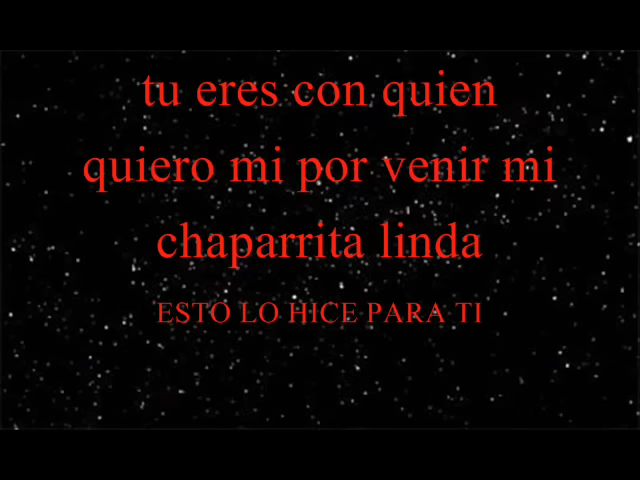 tu eres con quien
quiero mi por venir mi
chaparrita linda
ESTO LO HICE PARA TI